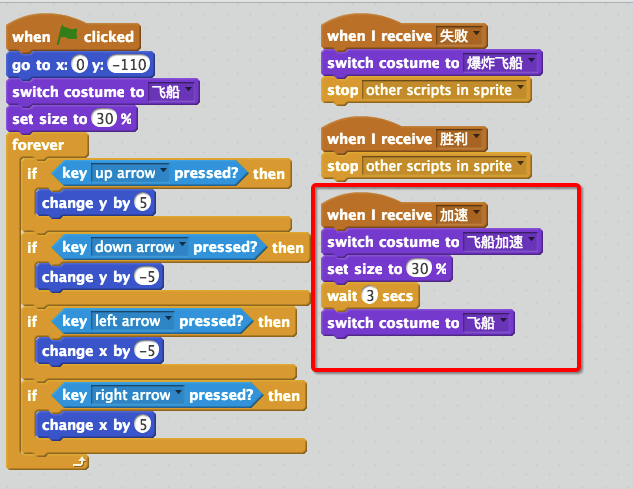 when clicked
go to x: 0 y: -110
switch costume to 飞船
set size to 30 %
forever
if key up arrow pressed? then
change y by 5
if key down arrow pressed? then
change y by -5
if key left arrow pressed? then
change x by -5
if key right arrow pressed? then
change x by 5
when I receive 失败
switch costume to 爆炸飞船
stop other scripts in sprite
when I receive 胜利
stop other scripts in sprite
when I receive 加速
switch costume to 飞船加速
set size to 30 %
wait 3 secs
switch costume to 飞船